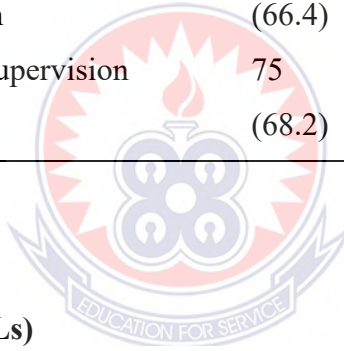 (66.4)
upervision 75
(68.2)
EDUCATION FOR SERVICE
Ls)